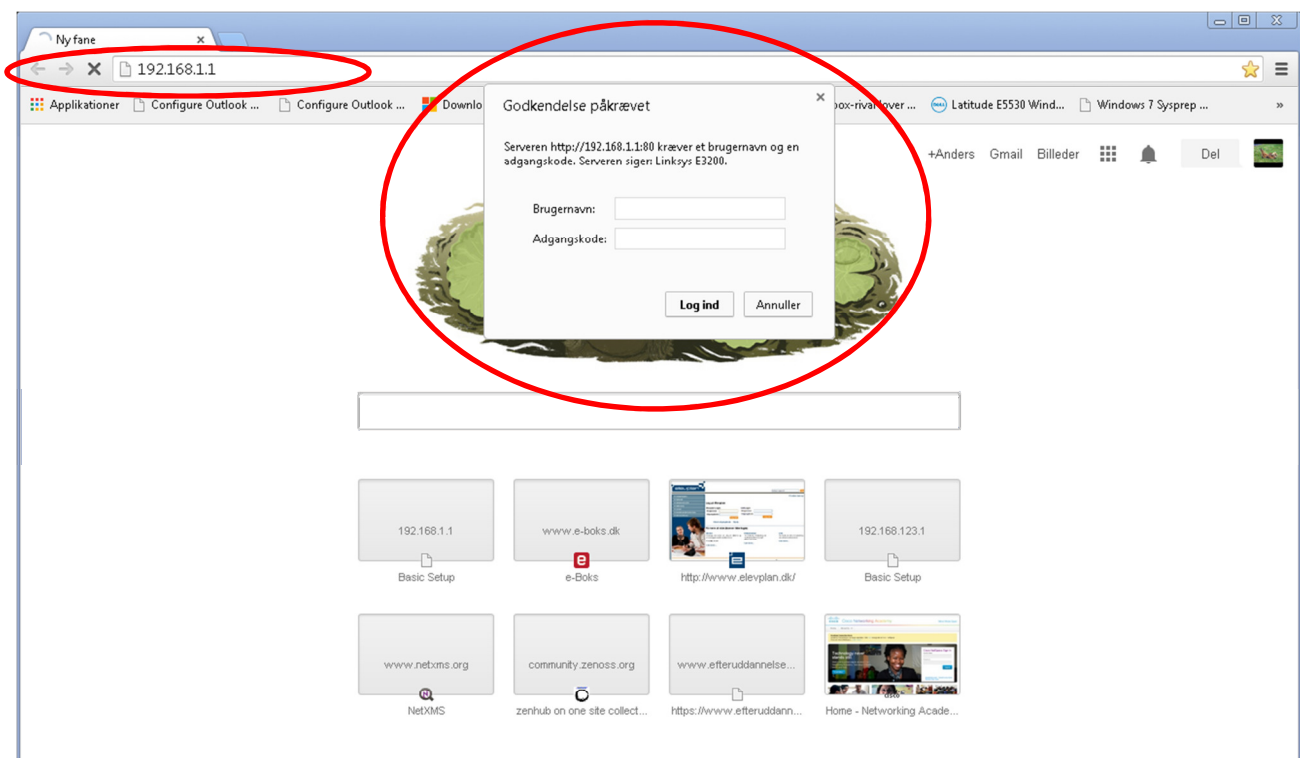 Ny fane
192.168.1.1
Applikationer
Configure Outlook ...
Configure Outlook ...
Downlo
box-rival
over ...
Latitude E5530 Wind...
Windows 7 Sysprep ...
»
Godkendelse påkrævet
Serveren http://192.168.1.1:80 kræver et brugernavn og en
adgangskode. Serveren siger: Linksys E3200.
Brugernavn:
Adgangskode:
Log ind
Annuller
+Anders
Gmail
Billeder
Del
192.168.1.1
Basic Setup
www.e-boks.dk
e-Boks
http://www.elevplan.dk/
192.168.123.1
Basic Setup
www.netxms.org
NetXMS
community.zenoss.org
zenhub on one site collect...
www.efteruddannelse...
https://www.efteruddann...
Home - Networking Acade...